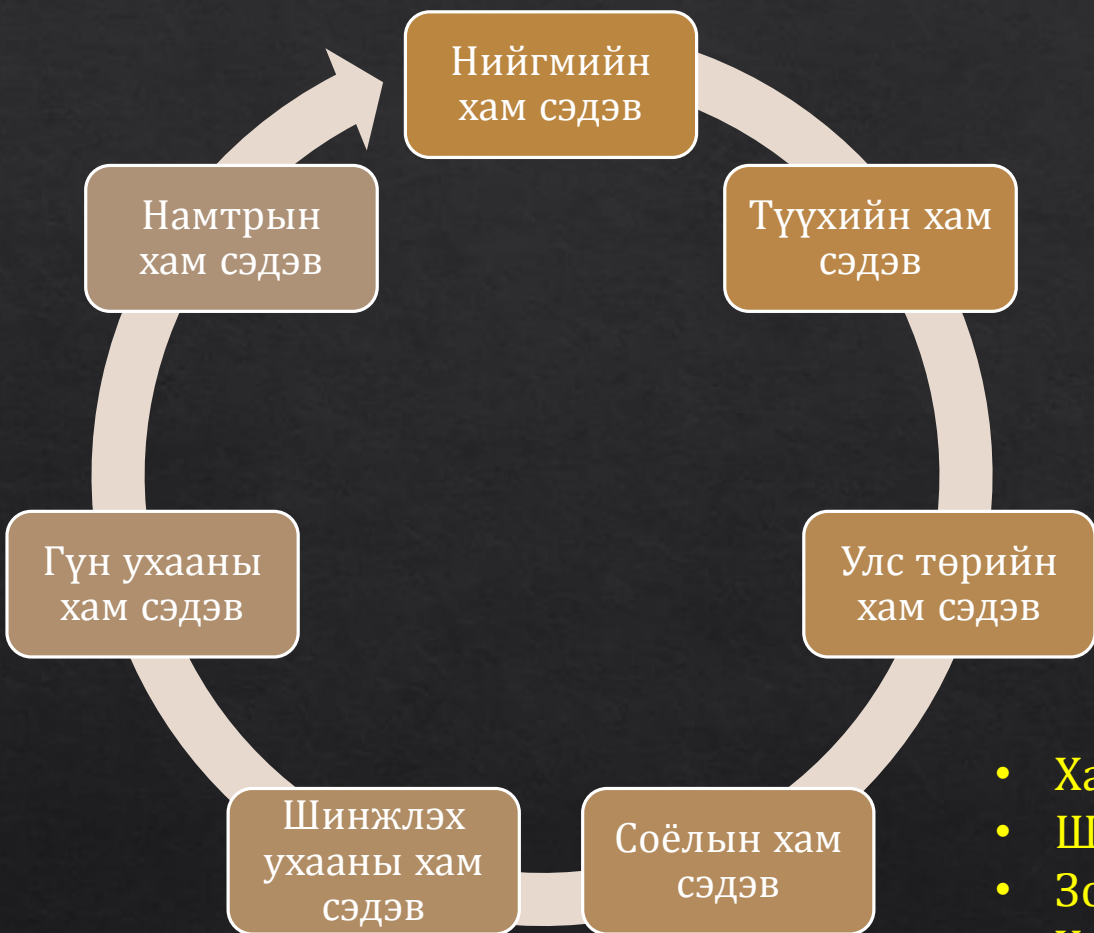 Нийгмийн
хам сэдэв
Түүхийн хам
сэдэв
Улс төрийн
хам сэдэв
Соёлын хам
сэдэв
Шинжлэх
ухааны хам
сэдэв
Гүн ухааны
хам сэдэв
Намтрын
хам сэдэв